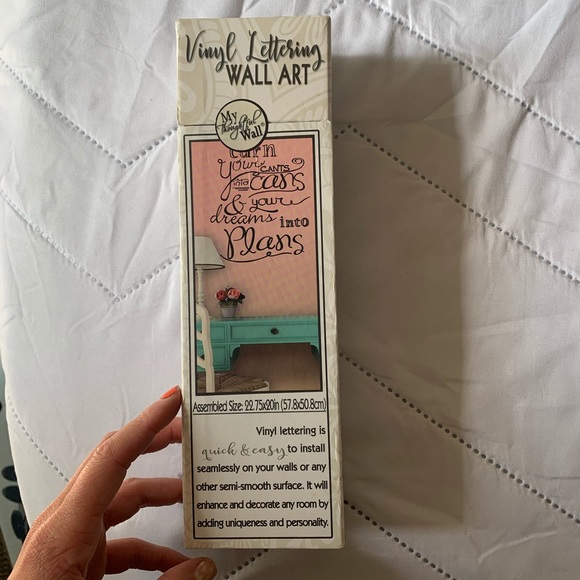 Vinyl Lettering
WALL ART
My
Thoughtful
Wall®
turn
your CANTS
into cans
& your
dreams into
Plans
Assembled Size: 22.75x20in (57.8x50.8cm)
Vinyl lettering is
quick & easy to install
seamlessly on your walls or any
other semi-smooth surface. It will
enhance and decorate any room by
adding uniqueness and personality.